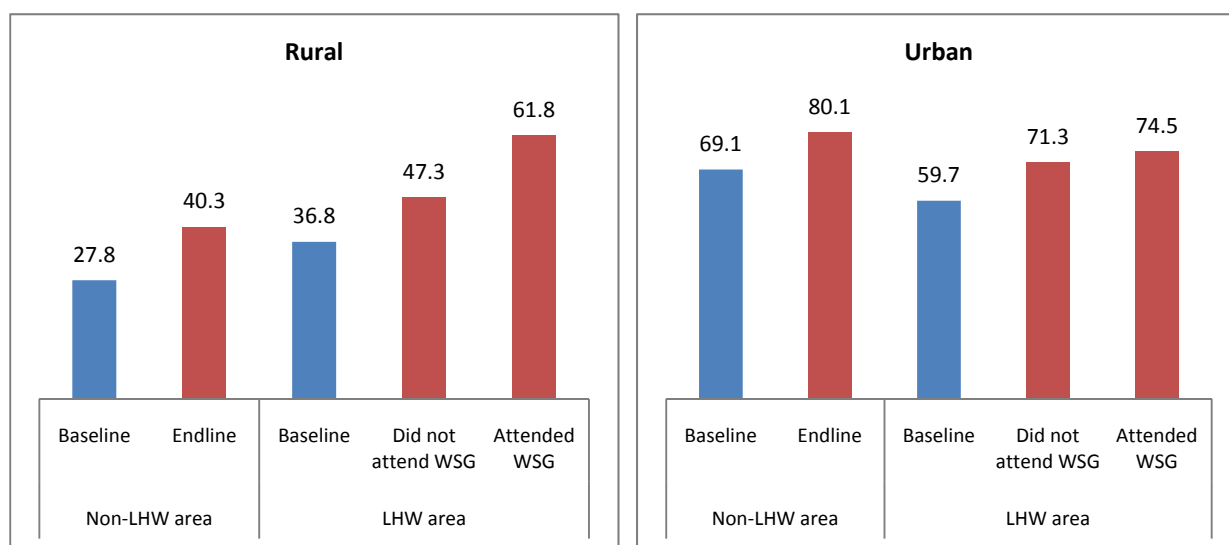 Rural
61.8
47.3
40.3
36.8
27.8
Baseline Endline Baseline Did not attend WSG Attended WSG
Non-LHW area LHW area
Urban
80.1
74.5
71.3
69.1
59.7
Baseline Endline Baseline Did not attend WSG Attended WSG
Non-LHW area LHW area